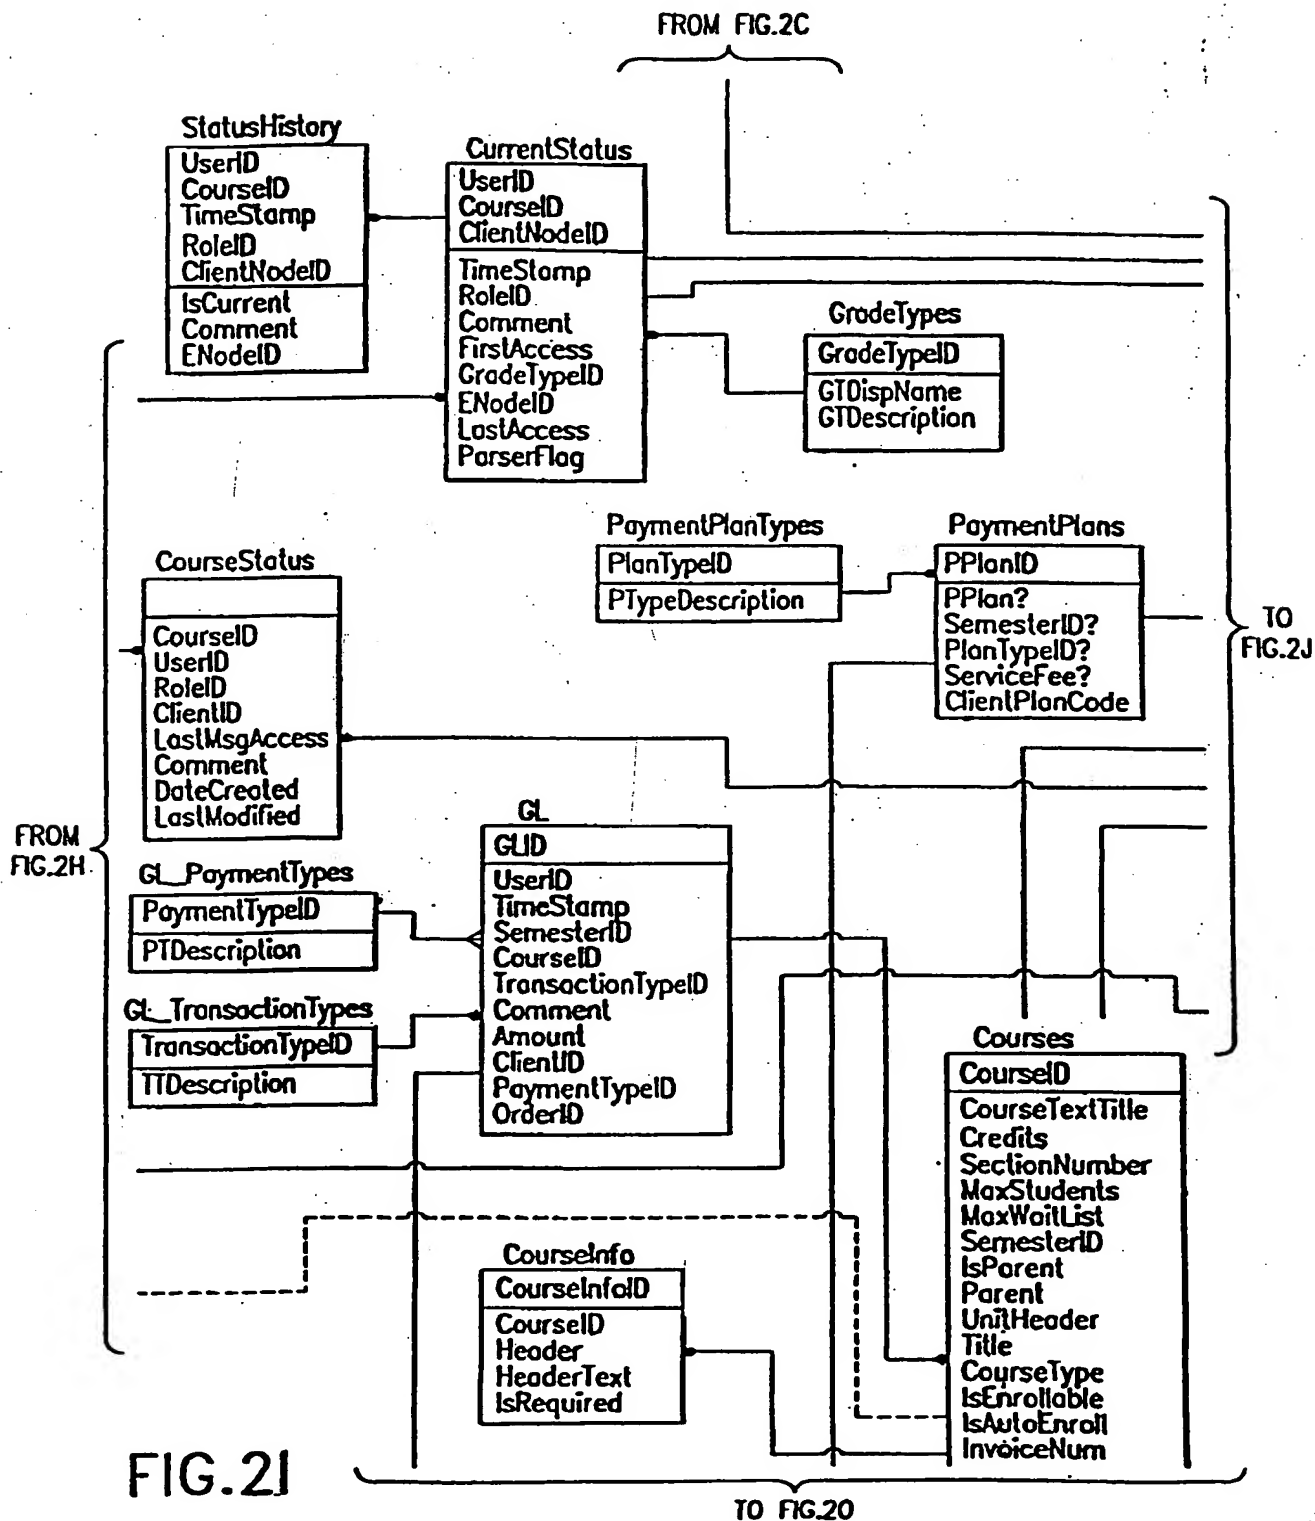 FROM FIG.2C
StatusHistory
UserID
CourseID
TimeStamp
RoleID
ClientNodeID
IsCurrent
Comment
ENodeID
CurrentStatus
UserID
CourseID
ClientNodeID
TimeStamp
RoleID
Comment
FirstAccess
GradeTypeID
ENodeID
LastAccess
ParserFlag
GradeTypes
GradeTypeID
GTDispName
GTDescription
PaymentPlanTypes
PlanTypeID
PTypeDescription
PaymentPlans
PPlanID
PPlan?
SemesterID?
PlanTypeID?
ServiceFee?
ClientPlanCode
TO
FIG.2J
CourseStatus
CourseID
UserID
RoleID
ClientID
LastMsgAccess
Comment
DateCreated
LastModified
FROM
FIG.2H
GL_PaymentTypes
PaymentTypeID
PTDescription
GL_TransactionTypes
TransactionTypeID
TTDescription
GL
GLID
UserID
TimeStamp
SemesterID
CourseID
TransactionTypeID
Comment
Amount
ClientID
PaymentTypeID
OrderID
Courses
CourseID
CourseTextTitle
Credits
SectionNumber
MaxStudents
MaxWaitList
SemesterID
IsParent
Parent
UnitHeader
Title
CourseType
IsEnrollable
IsAutoEnroll
InvoiceNum
CourseInfo
CourseInfoID
CourseID
Header
HeaderText
IsRequired
FIG.2I
TO FIG.2O